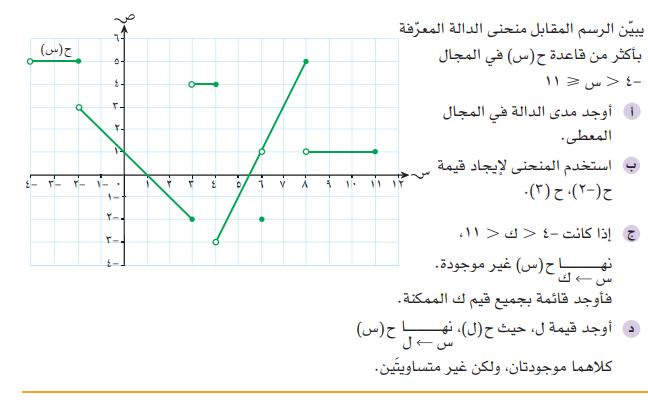 يبيّن الرسم المقابل منحنى الدالة المعرّفة
بأكثر من قاعدة ح(س) في المجال
-٤ < س ⩽ ١١
أ أوجد مدى الدالة في المجال
المعطى.
ب استخدم المنحنى لإيجاد قيمة
ح(-٢)، ح(٣).
ج إذا كانت -٤ < ك < ١١،
نهـــا ح(س) غير موجودة.
س ← ك
فأوجد قائمة بجميع قيم ك الممكنة.
د أوجد قيمة ل، حيث ح(ل)، نهـــا ح(س)
س ← ل
كلاهما موجودتان، ولكن غير متساويتَين.
ص
٦
ح(س)
٥
٤
٣
٢
١
-٤ -٣ -٢ -١ ٠ ١ ٢ ٣ ٤ ٥ ٦ ٧ ٨ ٩ ١٠ ١١ ١٢ س
-١
-٢
-٣
-٤